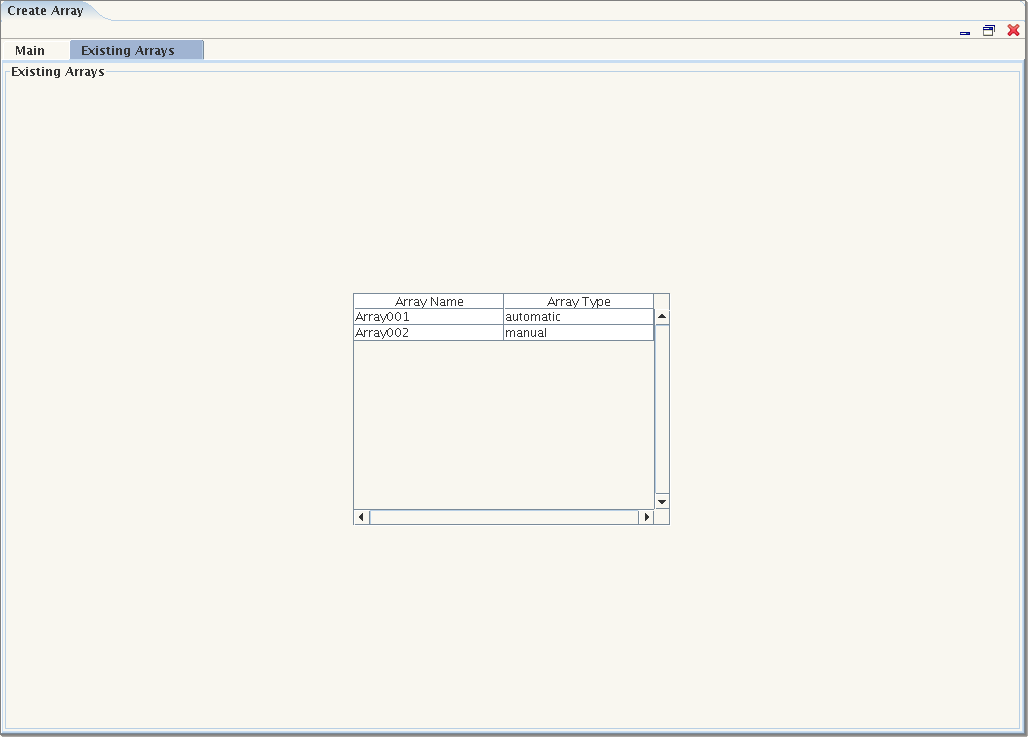 Create Array
Main Existing Arrays
Existing Arrays
Array Name Array Type
Array001 automatic
Array002 manual